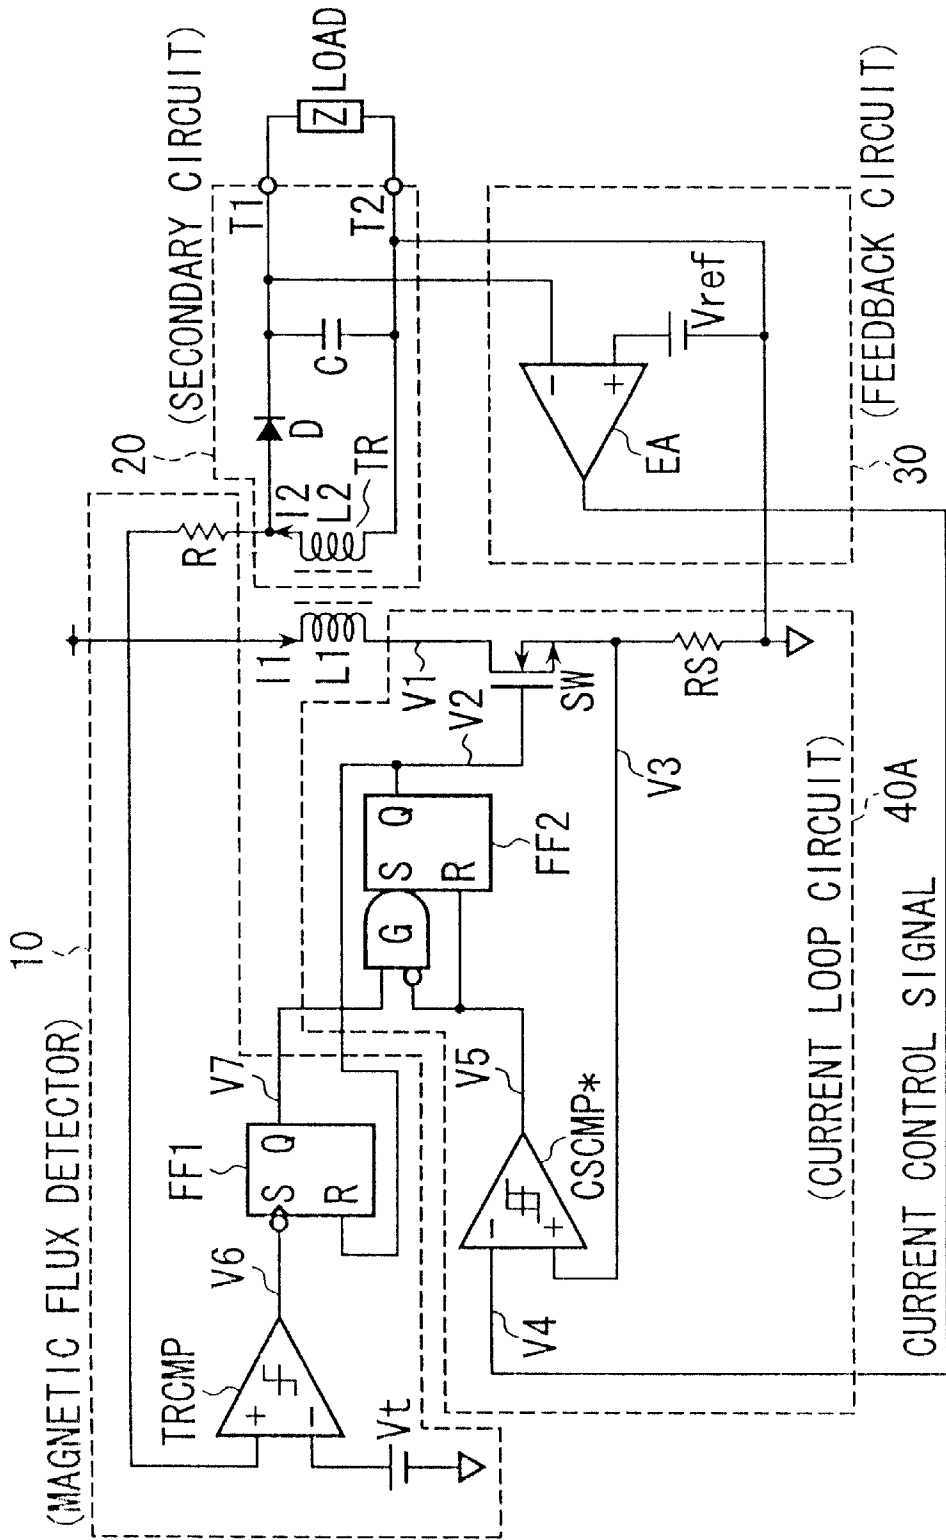 10
(MAGNETIC FLUX DETECTOR)
20
(SECONDARY CIRCUIT)
TRCMP
+
−
Vt
V6
FF1
S
Q
R
V7
R
I1
L1
I2
L2
TR
D
C
T1
T2
Z
LOAD
V1
V2
G
S
Q
R
FF2
SW
V5
−
+
CSCMP*
V4
V3
RS
EA
−
+
Vref
30
(FEEDBACK CIRCUIT)
(CURRENT LOOP CIRCUIT)
40A
CURRENT CONTROL SIGNAL